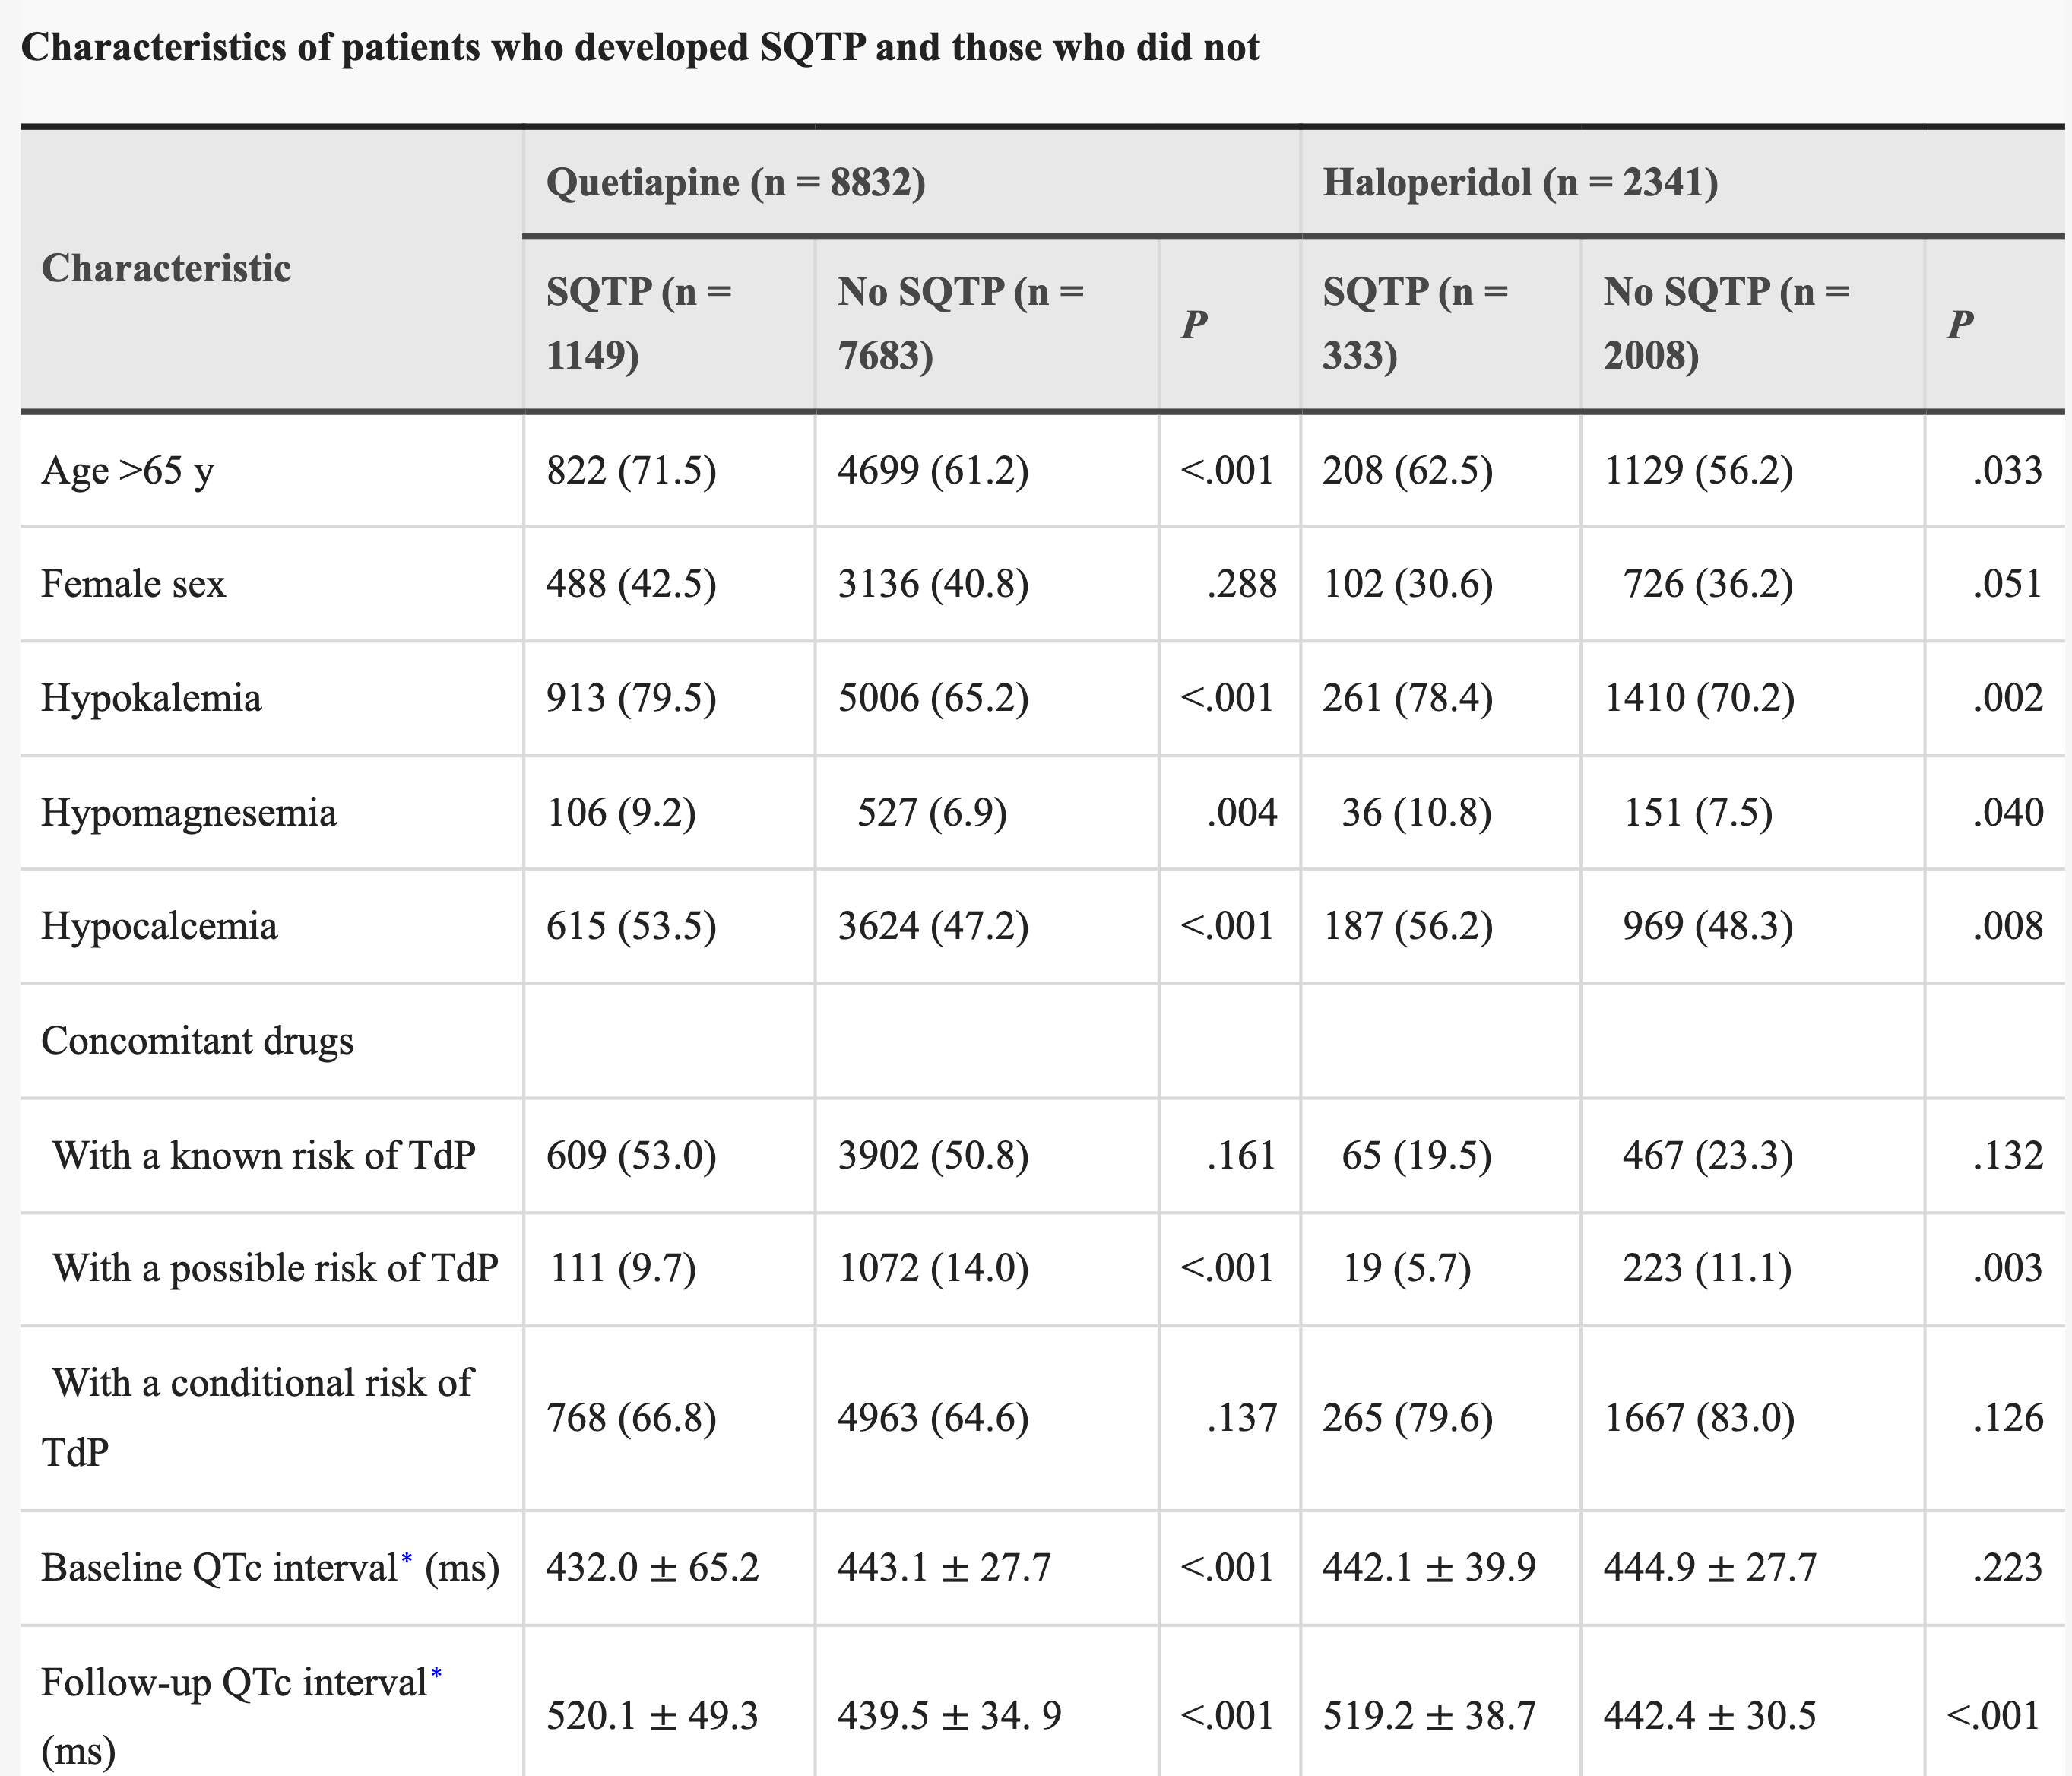 Characteristics of patients who developed SQTP and those who did not
Characteristic
Quetiapine (n = 8832)
Haloperidol (n = 2341)
SQTP (n =
1149)
No SQTP (n =
7683)
P
SQTP (n =
333)
No SQTP (n =
2008)
P
Age >65 y 822 (71.5) 4699 (61.2) <.001 208 (62.5) 1129 (56.2) .033
Female sex 488 (42.5) 3136 (40.8) .288 102 (30.6) 726 (36.2) .051
Hypokalemia 913 (79.5) 5006 (65.2) <.001 261 (78.4) 1410 (70.2) .002
Hypomagnesemia 106 (9.2) 527 (6.9) .004 36 (10.8) 151 (7.5) .040
Hypocalcemia 615 (53.5) 3624 (47.2) <.001 187 (56.2) 969 (48.3) .008
Concomitant drugs
With a known risk of TdP 609 (53.0) 3902 (50.8) .161 65 (19.5) 467 (23.3) .132
With a possible risk of TdP 111 (9.7) 1072 (14.0) <.001 19 (5.7) 223 (11.1) .003
With a conditional risk of
TdP
768 (66.8) 4963 (64.6) .137 265 (79.6) 1667 (83.0) .126
Baseline QTc interval* (ms) 432.0 ± 65.2 443.1 ± 27.7 <.001 442.1 ± 39.9 444.9 ± 27.7 .223
Follow-up QTc interval*
(ms)
520.1 ± 49.3 439.5 ± 34. 9 <.001 519.2 ± 38.7 442.4 ± 30.5 <.001